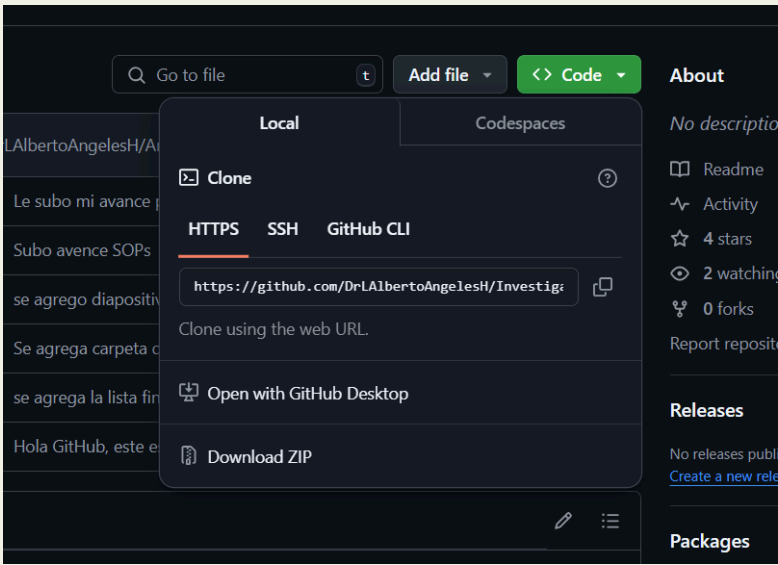 Go to file
t
Add file
Code
About
Local
Codespaces
No descriptio
rLAlbertoAngelesH/A
Clone
Readme
Le subo mi avance
Activity
HTTPS
SSH
GitHub CLI
4 stars
Subo avence SOPs
2 watching
https://github.com/DrLAlbertoAngelesH/Investiga
se agrego diapositiv
0 forks
Clone using the web URL.
Report reposit
Se agrega carpeta
Open with GitHub Desktop
se agrega la lista fin
Releases
Hola GitHub, este e
Download ZIP
No releases publ
Create a new rele
Packages